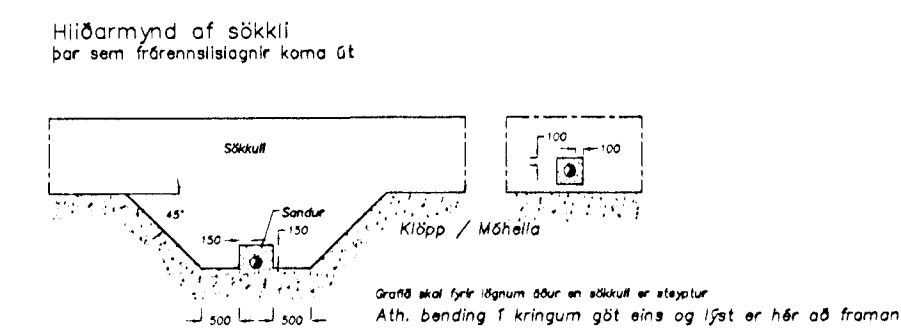 Hliðarmynd af sökkli
þar sem frárennslislagnir koma út
Sökkull
100
100
45°
Sandur
150
150
Klöpp / Móhella
500
500
Grafið skal fyrir lögnum áður en sökkull er steyptur
Ath. bending í kringum göt eins og lýst er hér að framan